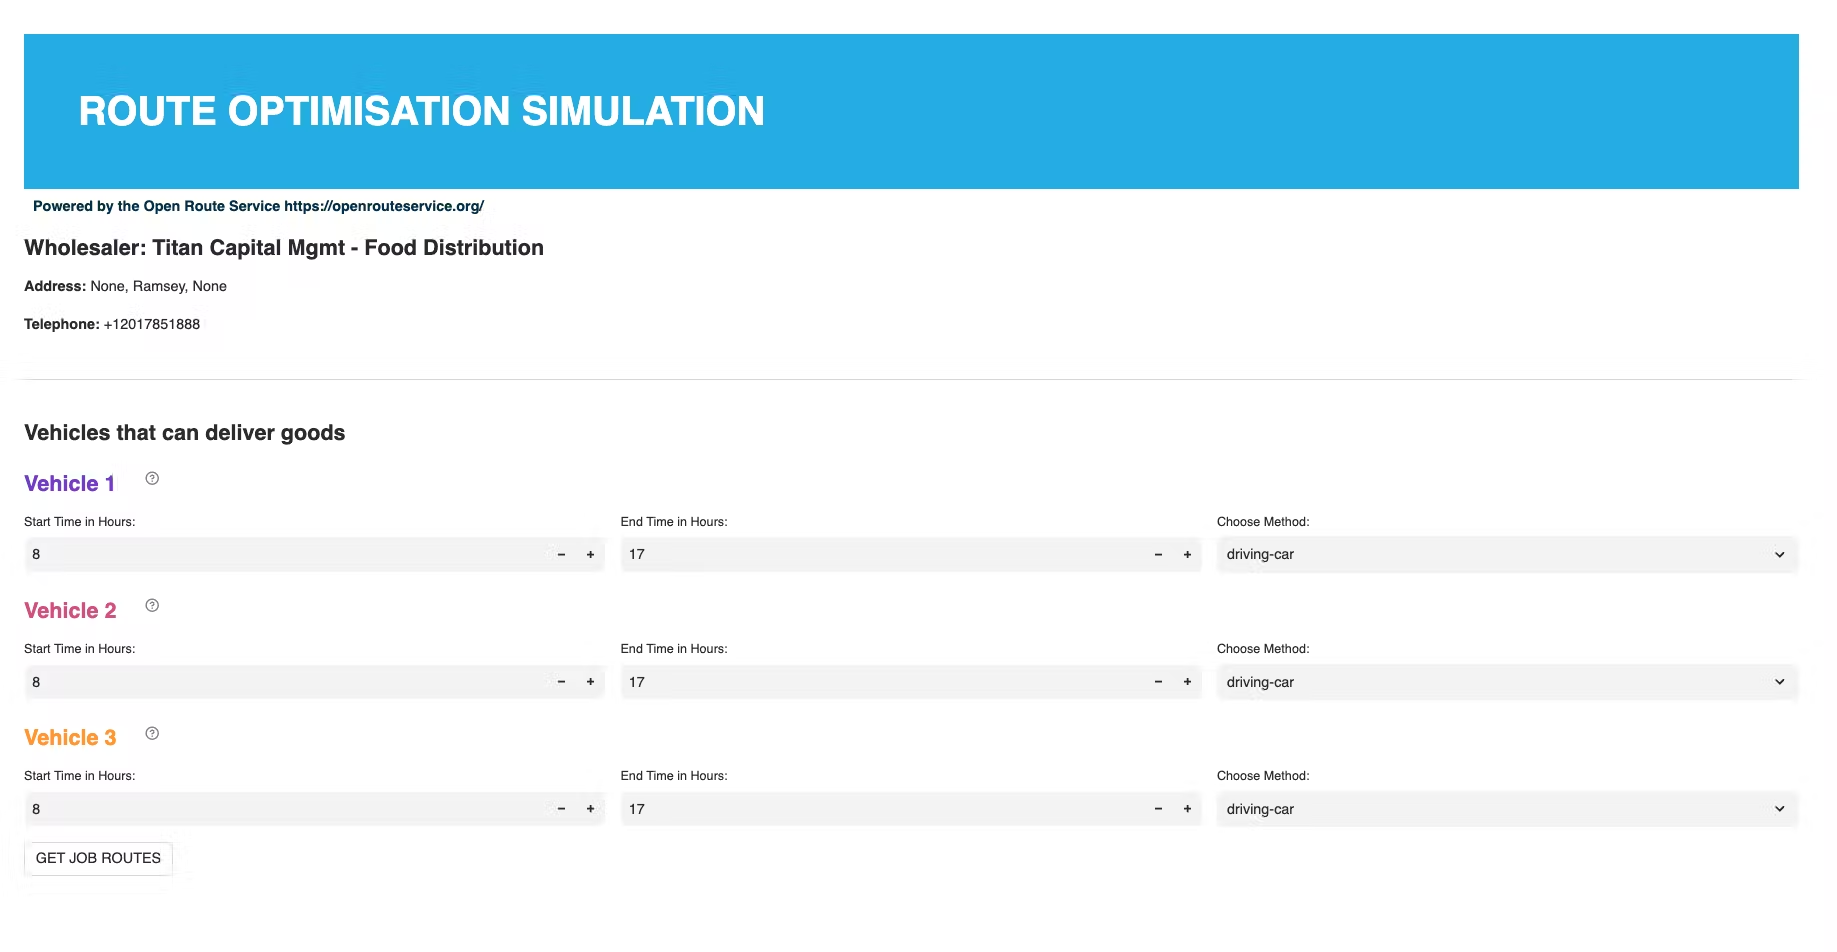 ROUTE OPTIMISATION SIMULATION
Powered by the Open Route Service https://openrouteservice.org/
Wholesaler: Titan Capital Mgmt - Food Distribution
Address: None, Ramsey, None
Telephone: +12017851888
Vehicles that can deliver goods
Vehicle 1 ?
Start Time in Hours: End Time in Hours: Choose Method:
8 - + 17 - + driving-car
Vehicle 2 ?
Start Time in Hours: End Time in Hours: Choose Method:
8 - + 17 - + driving-car
Vehicle 3 ?
Start Time in Hours: End Time in Hours: Choose Method:
8 - + 17 - + driving-car
GET JOB ROUTES